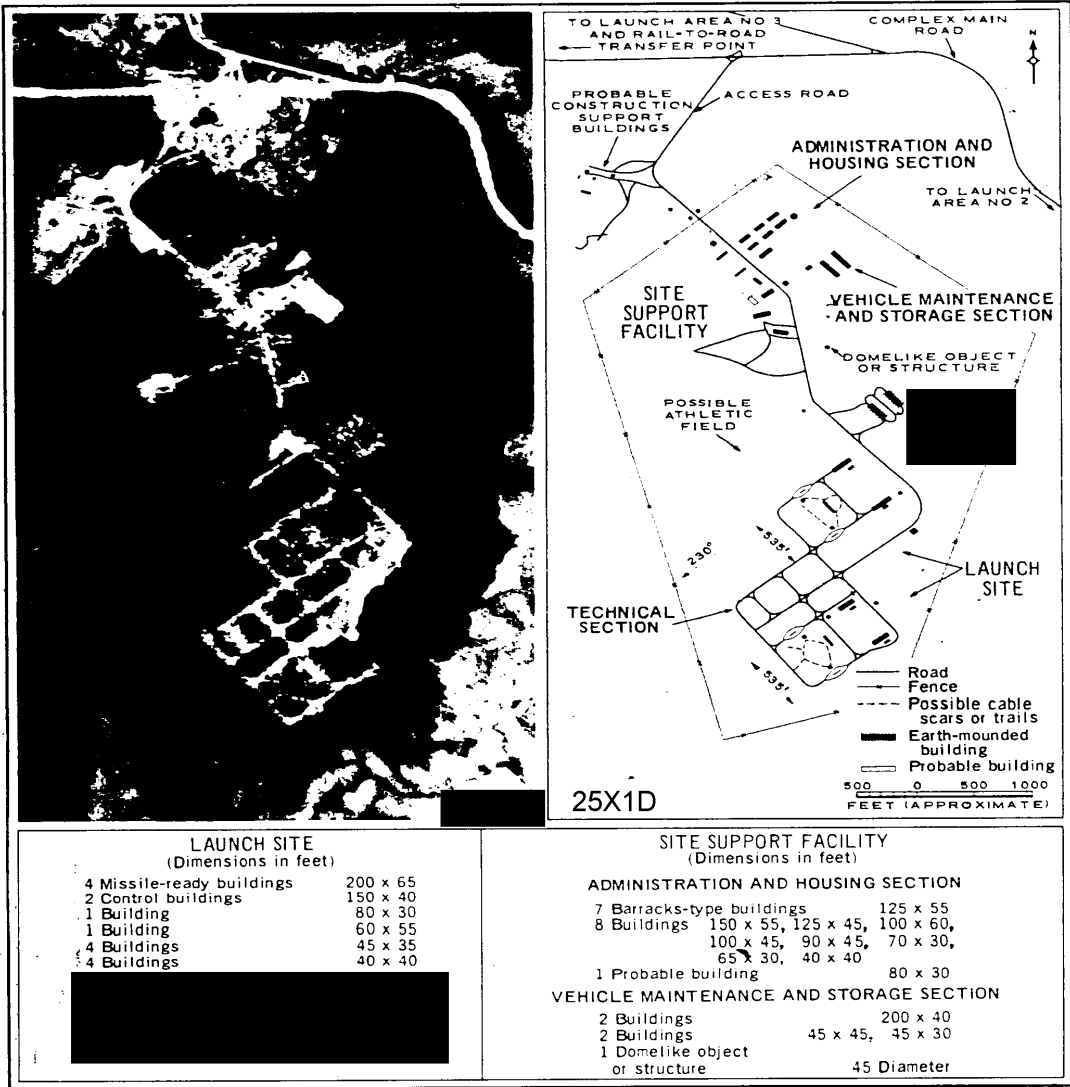 TO LAUNCH AREA NO 3
AND RAIL-TO-ROAD
TRANSFER POINT
COMPLEX MAIN
ROAD
N
PROBABLE
CONSTRUCTION
SUPPORT
BUILDINGS
ACCESS ROAD
ADMINISTRATION AND
HOUSING SECTION
TO LAUNCH
AREA NO 2
SITE
SUPPORT
FACILITY
VEHICLE MAINTENANCE
AND STORAGE SECTION
DOMELIKE OBJECT
OR STRUCTURE
POSSIBLE
ATHLETIC
FIELD
535'
230°
LAUNCH
SITE
TECHNICAL
SECTION
535'
Road
Fence
Possible cable
scars or trails
Earth-mounded
building
Probable building
500 0 500 1000
FEET (APPROXIMATE)
25X1D
LAUNCH SITE
(Dimensions in feet)
4 Missile-ready buildings 200 x 65
2 Control buildings 150 x 40
1 Building 80 x 30
1 Building 60 x 55
4 Buildings 45 x 35
4 Buildings 40 x 40
SITE SUPPORT FACILITY
(Dimensions in feet)
ADMINISTRATION AND HOUSING SECTION
7 Barracks-type buildings 125 x 55
8 Buildings 150 x 55, 125 x 45, 100 x 60,
100 x 45, 90 x 45, 70 x 30,
65 x 30, 40 x 40
1 Probable building 80 x 30
VEHICLE MAINTENANCE AND STORAGE SECTION
2 Buildings 200 x 40
2 Buildings 45 x 45, 45 x 30
1 Domelike object
or structure 45 Diameter